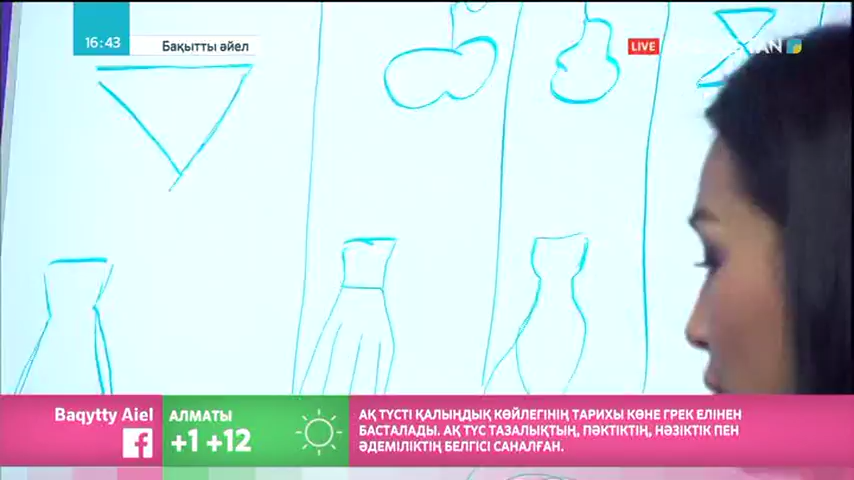 16:43
Бақытты әйел
LIVE
Baqytty Aiel
АЛМАТЫ
+1 +12
АҚ ТҮСТІ ҚАЛЫҢДЫҚ КӨЙЛЕГІНІҢ ТАРИХЫ КӨНЕ ГРЕК ЕЛІНЕН
БАСТАЛАДЫ. АҚ ТҮС ТАЗАЛЫҚТЫҢ, ПӘКТІКТІҢ, НӘЗІКТІК ПЕН
ӘДЕМІЛІКТІҢ БЕЛГІСІ САНАЛҒАН.